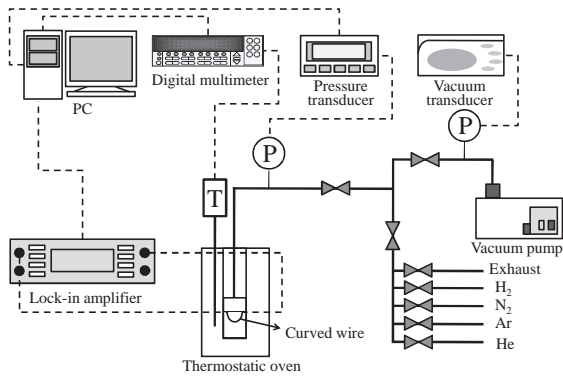 PC
Digital multimeter
Pressure
transducer
Vacuum
transducer
P
P
T
Vacuum pump
Exhaust
H₂
N₂
Ar
He
Lock-in amplifier
Curved wire
Thermostatic oven